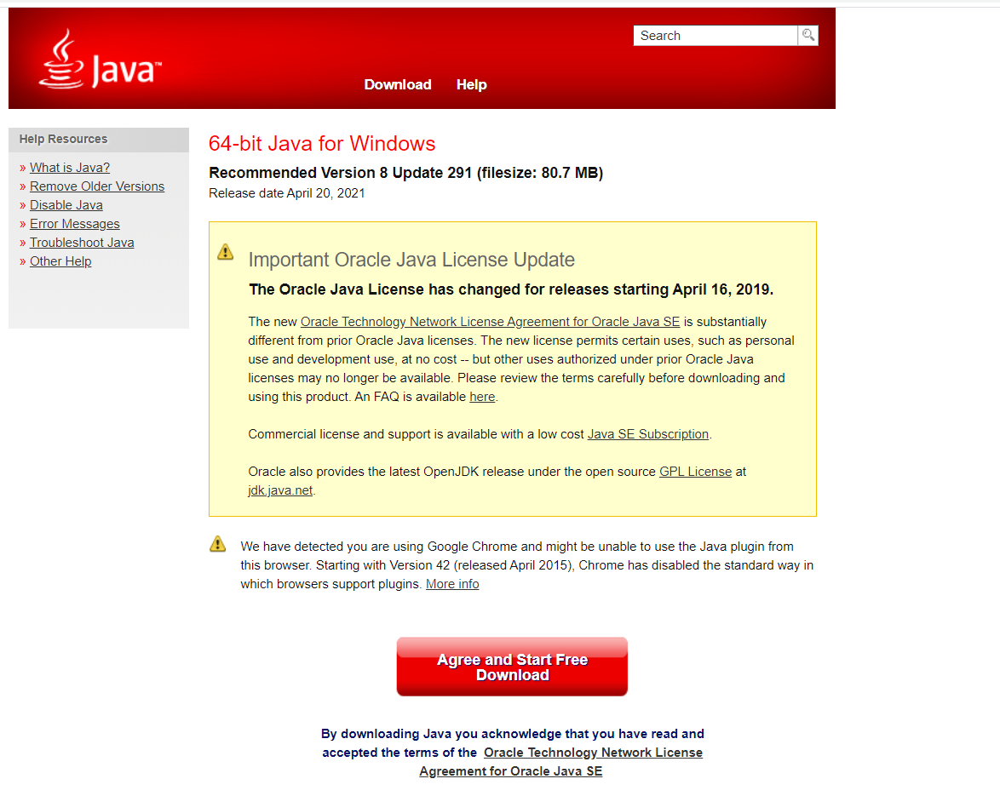 Java™
Search
Download Help
Help Resources
» What is Java?
» Remove Older Versions
» Disable Java
» Error Messages
» Troubleshoot Java
» Other Help
64-bit Java for Windows
Recommended Version 8 Update 291 (filesize: 80.7 MB)
Release date April 20, 2021
Important Oracle Java License Update
The Oracle Java License has changed for releases starting April 16, 2019.
The new Oracle Technology Network License Agreement for Oracle Java SE is substantially
different from prior Oracle Java licenses. The new license permits certain uses, such as personal
use and development use, at no cost -- but other uses authorized under prior Oracle Java
licenses may no longer be available. Please review the terms carefully before downloading and
using this product. An FAQ is available here.
Commercial license and support is available with a low cost Java SE Subscription.
Oracle also provides the latest OpenJDK release under the open source GPL License at
jdk.java.net.
We have detected you are using Google Chrome and might be unable to use the Java plugin from
this browser. Starting with Version 42 (released April 2015), Chrome has disabled the standard way in
which browsers support plugins. More info
Agree and Start Free
Download
By downloading Java you acknowledge that you have read and
accepted the terms of the Oracle Technology Network License
Agreement for Oracle Java SE